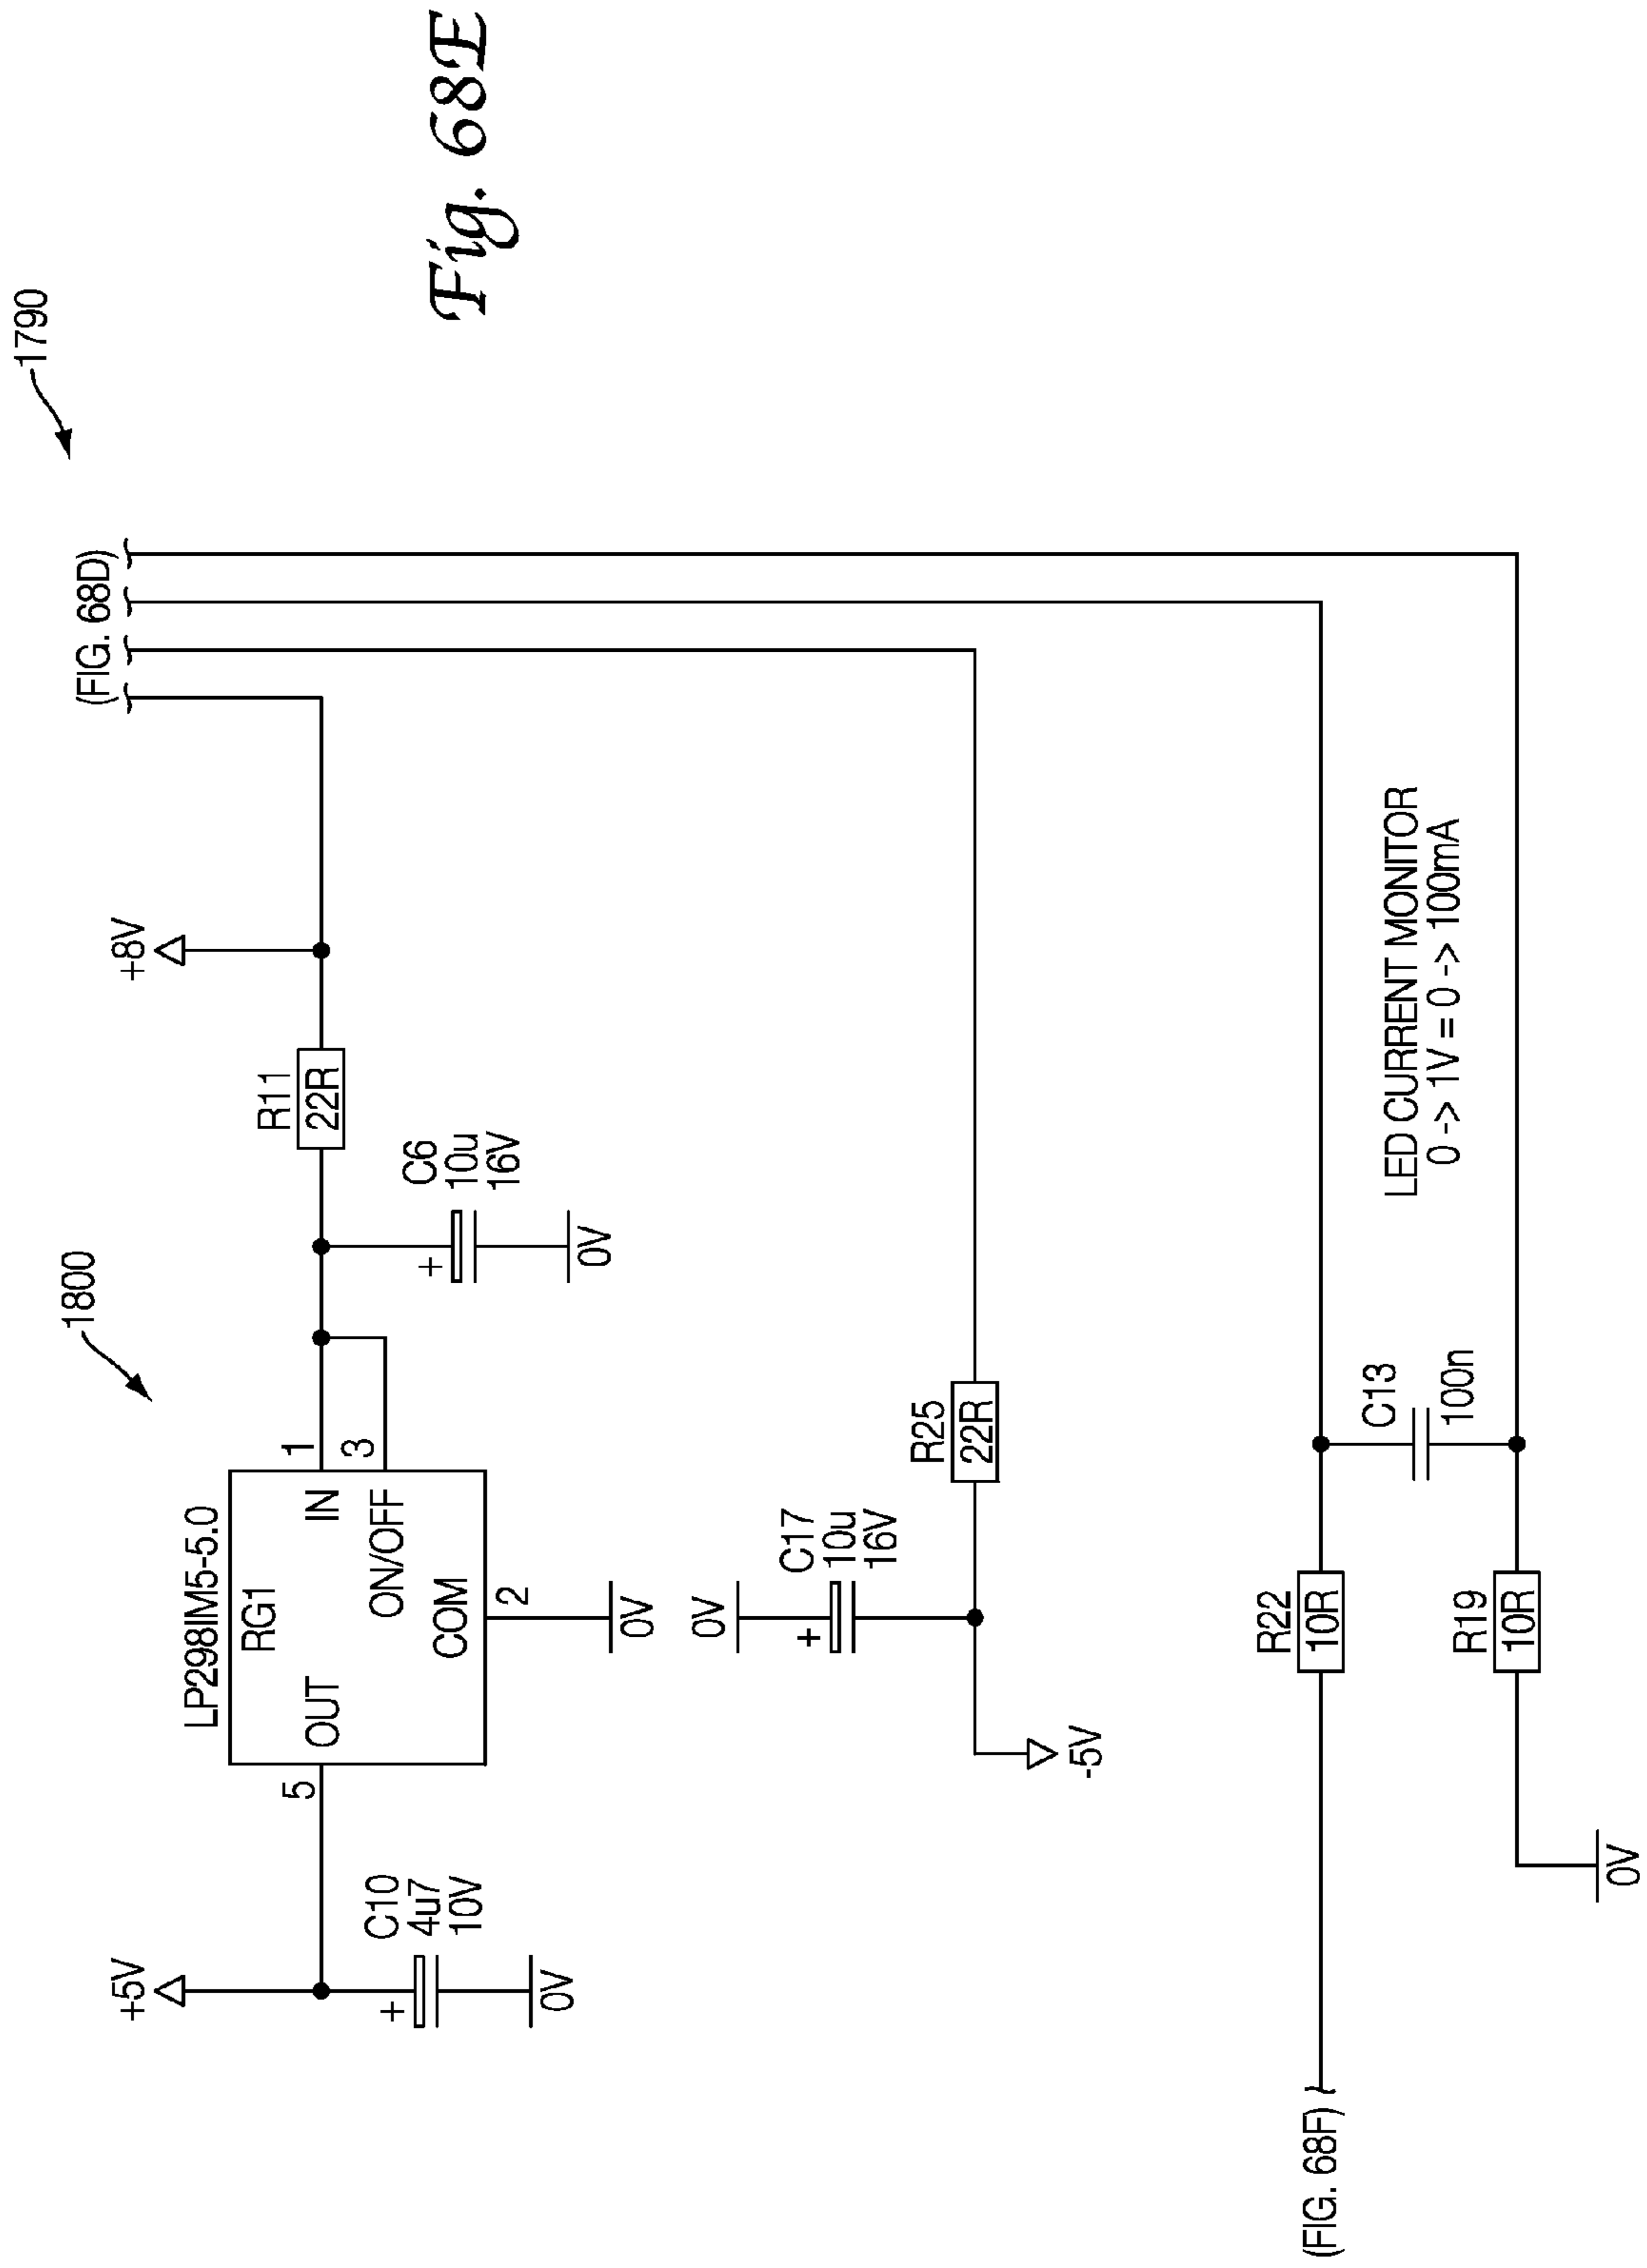 Fig. 68E
1790
1800
(FIG. 68D)
+5V
+8V
LP298IM5-5.0
RG1
OUT
IN
ON/OFF
COM
5
1
3
2
0V
R11
22R
C6
10u
16V
0V
C10
4u7
10V
0V
0V
C17
10u
16V
R25
22R
-5V
R22
10R
C13
100n
R19
10R
0V
LED CURRENT MONITOR
0 -> 1V = 0 -> 100mA
(FIG. 68F)